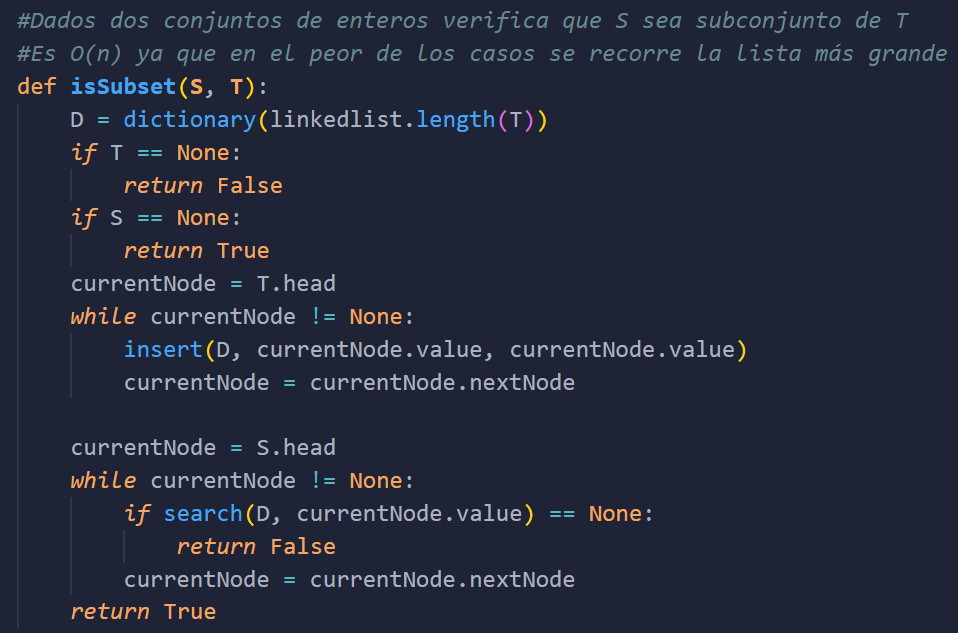 #Dados dos conjuntos de enteros verifica que S sea subconjunto de T
#Es O(n) ya que en el peor de los casos se recorre la lista más grande
def isSubset(S, T):
    D = dictionary(linkedlist.length(T))
    if T == None:
        return False
    if S == None:
        return True
    currentNode = T.head
    while currentNode != None:
        insert(D, currentNode.value, currentNode.value)
        currentNode = currentNode.nextNode

    currentNode = S.head
    while currentNode != None:
        if search(D, currentNode.value) == None:
            return False
        currentNode = currentNode.nextNode
    return True